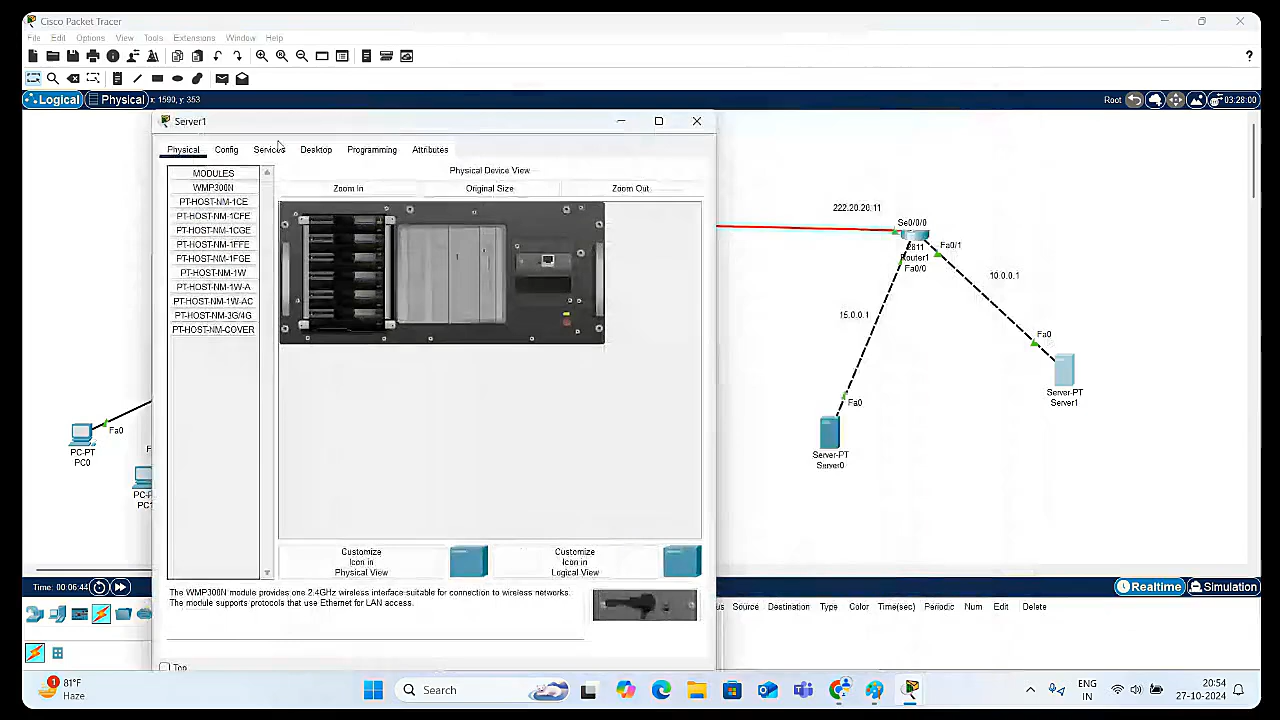 Cisco Packet Tracer
File Edit Options View Tools Extensions Window Help
Logical Physical x: 1590, y: 353 Root 03:28:00
Server1
Physical Config Services Desktop Programming Attributes
MODULES
WMP300N
PT-HOST-NM-1CE
PT-HOST-NM-1CFE
PT-HOST-NM-1CGE
PT-HOST-NM-1FFE
PT-HOST-NM-1FGE
PT-HOST-NM-1W
PT-HOST-NM-1W-A
PT-HOST-NM-1W-AC
PT-HOST-NM-3G/4G
PT-HOST-NM-COVER
Physical Device View
Zoom In Original Size Zoom Out
Customize
Icon in
Physical View
Customize
Icon in
Logical View
The WMP300N module provides one 2.4GHz wireless interface suitable for connection to wireless networks.
The module supports protocols that use Ethernet for LAN access.
Top
222.20.20.11
Se0/0/0
2811
Router1
Fa0/0
Fa0/1
10.0.0.1
15.0.0.1
Fa0
Server-PT
Server1
Fa0
Server-PT
Server0
Fa0
PC-PT
PC0
Time: 00:06:44
Realtime Simulation
Source Destination Type Color Time(sec) Periodic Num Edit Delete
1
81°F
Haze
Search
ENG
IN
20:54
27-10-2024